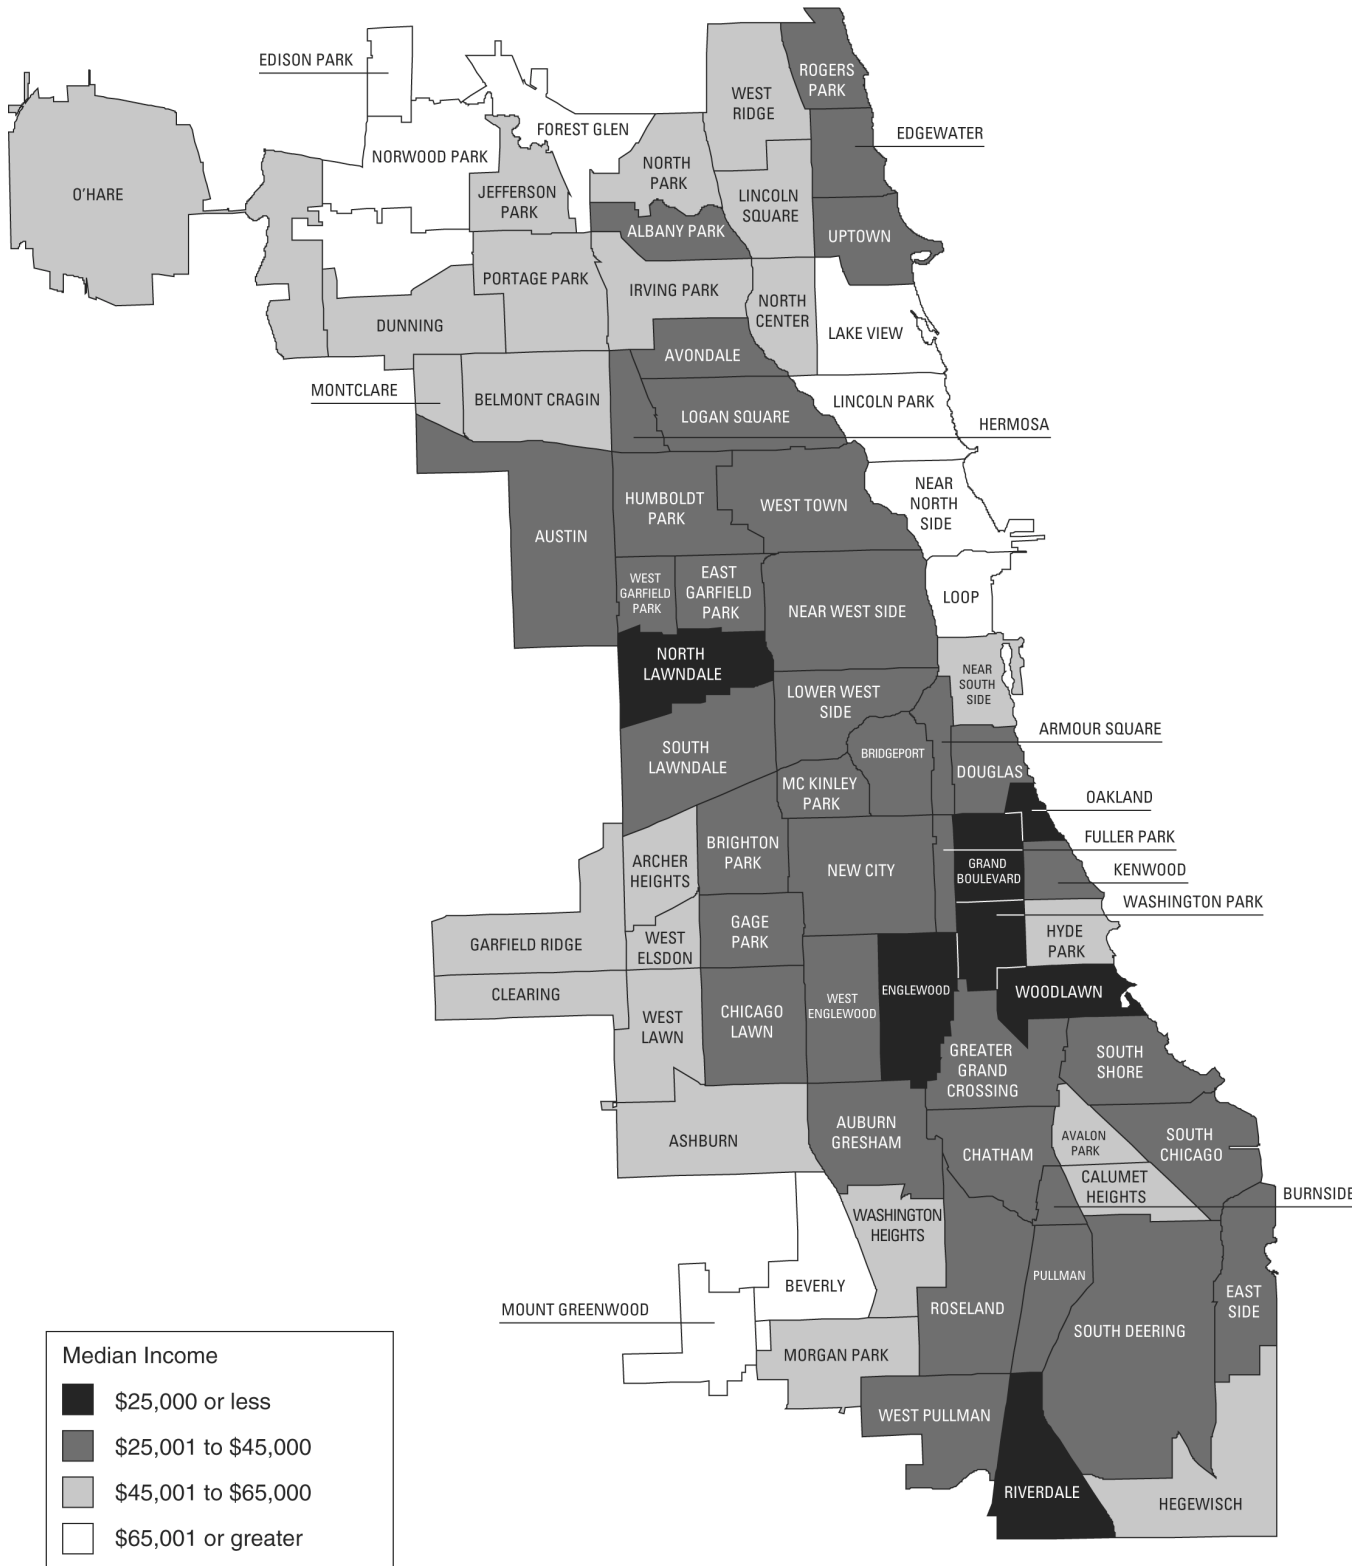 ROGERS
PARK
EDISON PARK
WEST
RIDGE
FOREST GLEN
EDGEWATER
NORWOOD PARK
NORTH
PARK
O'HARE
JEFFERSON
PARK
LINCOLN
SQUARE
ALBANY PARK
UPTOWN
PORTAGE PARK
IRVING PARK
NORTH
CENTER
DUNNING
LAKE VIEW
AVONDALE
MONTCLARE
BELMONT CRAGIN
LINCOLN PARK
LOGAN SQUARE
HERMOSA
NEAR
NORTH
SIDE
HUMBOLDT
PARK
WEST TOWN
AUSTIN
WEST
GARFIELD
PARK
EAST
GARFIELD
PARK
LOOP
NEAR WEST SIDE
NORTH
LAWNDALE
NEAR
SOUTH
SIDE
LOWER WEST
SIDE
ARMOUR SQUARE
SOUTH
LAWNDALE
BRIDGEPORT
DOUGLAS
MC KINLEY
PARK
OAKLAND
FULLER PARK
BRIGHTON
PARK
ARCHER
HEIGHTS
NEW CITY
GRAND
BOULEVARD
KENWOOD
WASHINGTON PARK
GAGE
PARK
GARFIELD RIDGE
WEST
ELSDON
HYDE
PARK
CLEARING
ENGLEWOOD
WOODLAWN
WEST
LAWN
CHICAGO
LAWN
WEST
ENGLEWOOD
GREATER
GRAND
CROSSING
SOUTH
SHORE
ASHBURN
AUBURN
GRESHAM
CHATHAM
AVALON
PARK
SOUTH
CHICAGO
CALUMET
HEIGHTS
BURNSIDE
WASHINGTON
HEIGHTS
BEVERLY
PULLMAN
EAST
SIDE
MOUNT GREENWOOD
ROSELAND
SOUTH DEERING
MORGAN PARK
WEST PULLMAN
RIVERDALE
HEGEWISCH
Median Income
$25,000 or less
$25,001 to $45,000
$45,001 to $65,000
$65,001 or greater